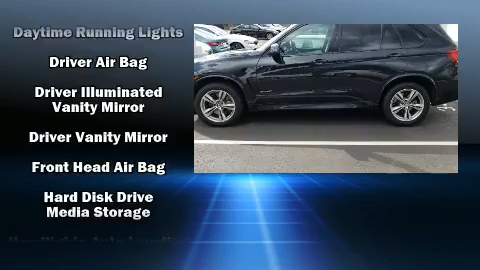 Daytime Running Lights
Driver Air Bag
Driver Illuminated
Vanity Mirror
Driver Vanity Mirror
Front Head Air Bag
Hard Disk Drive
Media Storage